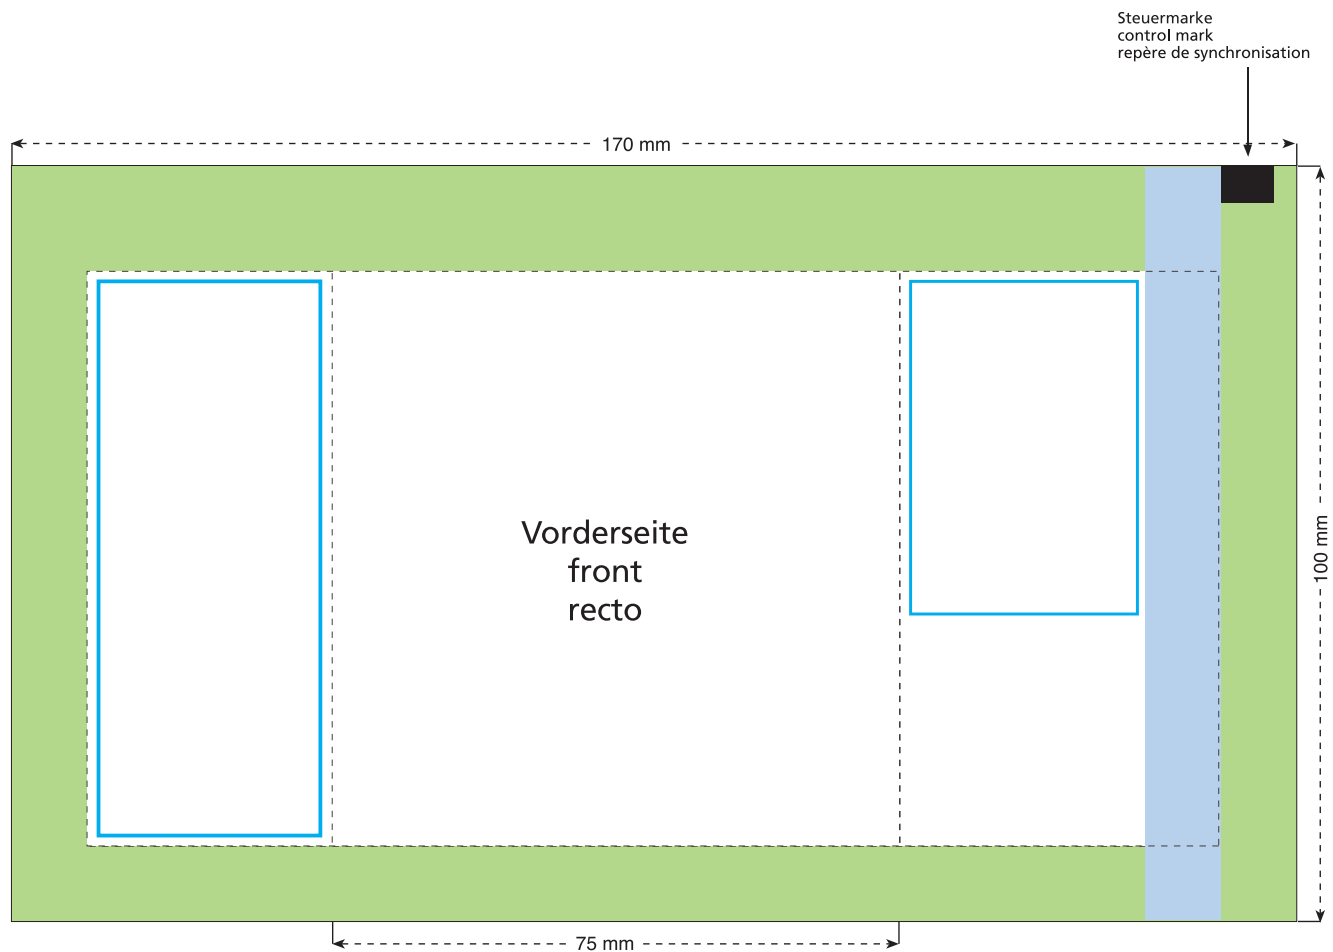 Steuermarke
control mark
repère de synchronisation
170 mm
Vorderseite
front
recto
100 mm
75 mm